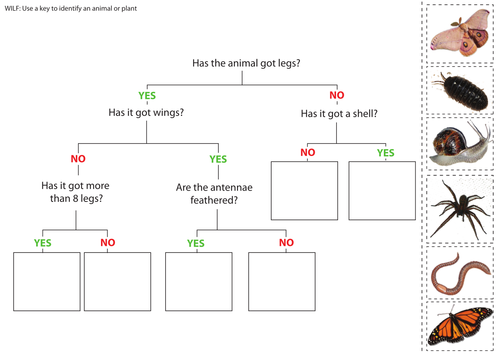 WILF: Use a key to identify an animal or plant
Has the animal got legs?
YES
NO
Has it got wings?
Has it got a shell?
NO
YES
NO
YES
Has it got more
than 8 legs?
Are the antennae
feathered?
YES
NO
YES
NO